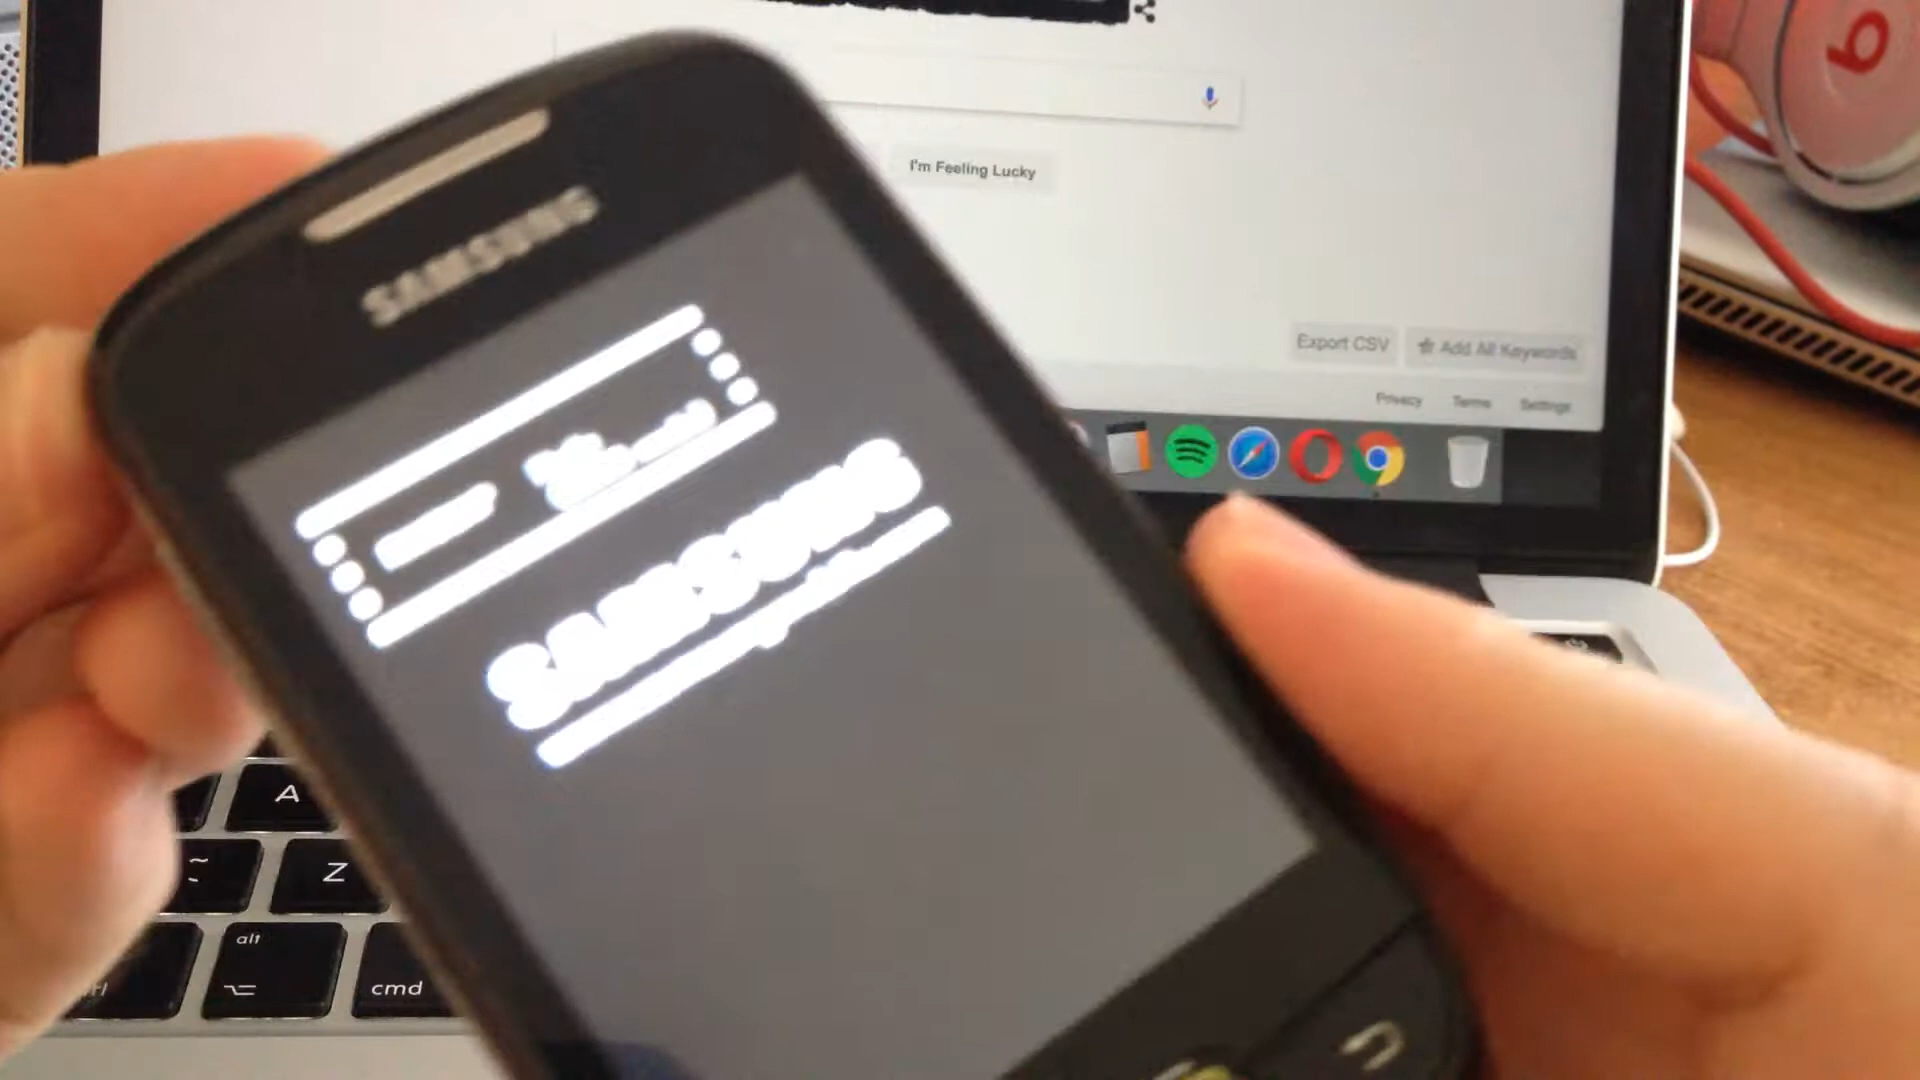 SAMSUNG
SAMSUNG
I'm Feeling Lucky
Export CSV
Add All Keywords
Privacy
Terms
Settings
b
A
Z
alt
cmd